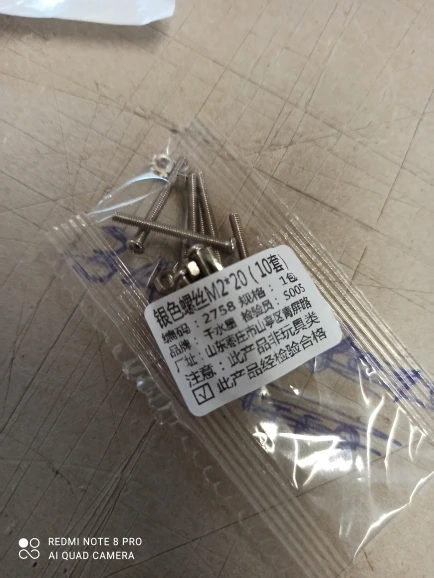 银色螺丝M2*20(10套)
编码:2758 规格:1包
品牌:千水星 检验员:S005
厂址:山东枣庄市山亭区青屏路
注意:此产品非玩具类
☑此产品经检验合格
REDMI NOTE 8 PRO
AI QUAD CAMERA